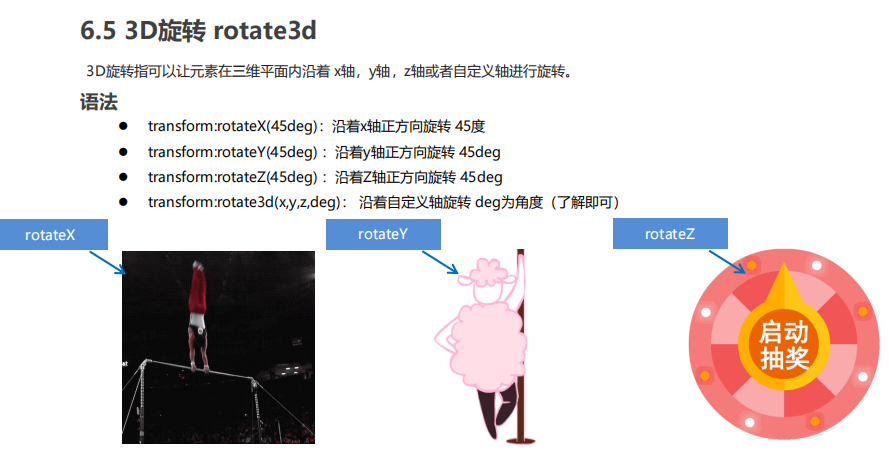 6.5 3D旋转 rotate3d
3D旋转指可以让元素在三维平面内沿着 x轴，y轴，z轴或者自定义轴进行旋转。
语法
● transform:rotateX(45deg)：沿着x轴正方向旋转 45度
● transform:rotateY(45deg) ：沿着y轴正方向旋转 45deg
● transform:rotateZ(45deg) ：沿着Z轴正方向旋转 45deg
● transform:rotate3d(x,y,z,deg)： 沿着自定义轴旋转 deg为角度（了解即可）
rotateX
rotateY
rotateZ
启动
抽奖